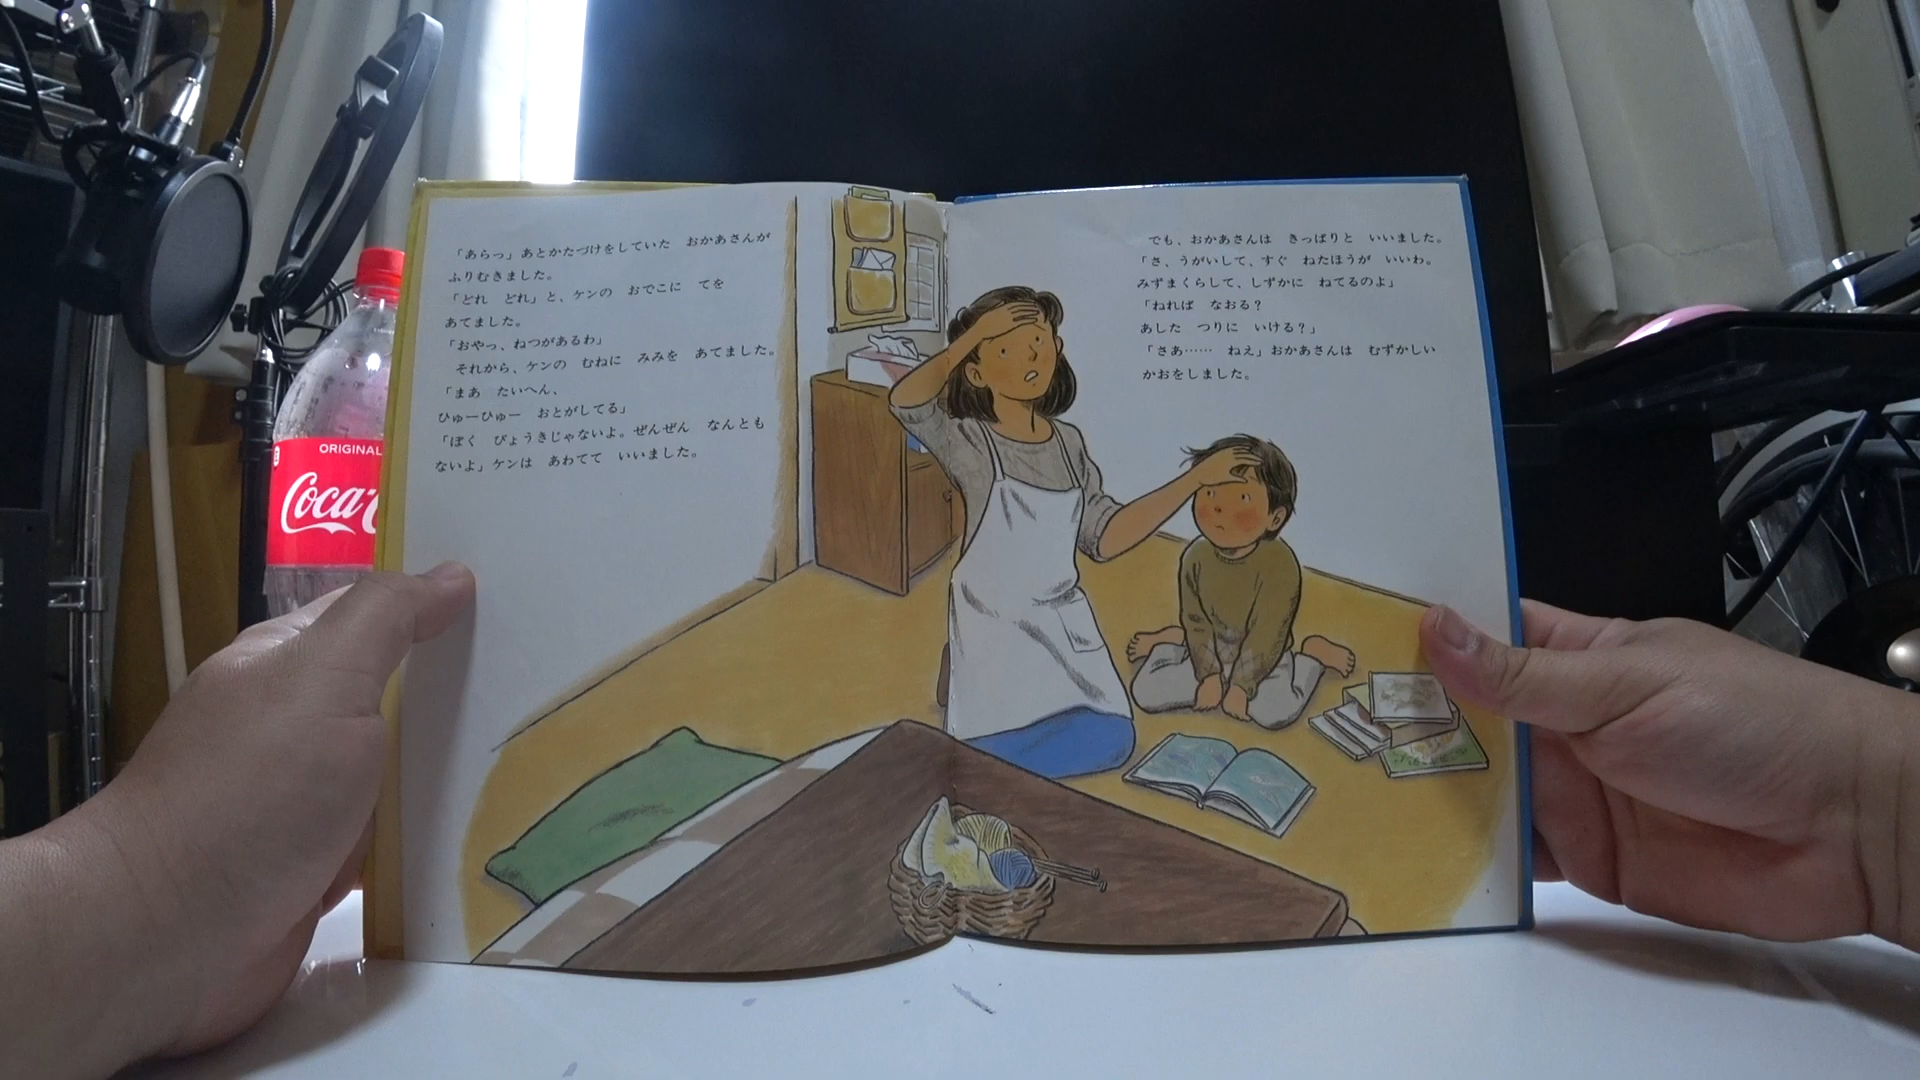 「あらっ」あとかたづけをしていた　おかあさんが
ふりむきました。
「どれ　どれ」と、ケンの　おでこに　てを
あてました。
「おやっ、ねつがあるわ」
それから、ケンの　むねに　みみを　あてました。
「まあ　たいへん、
ひゅーひゅー　おとがしてる」
「ぼく　びょうきじゃないよ。ぜんぜん　なんとも
ないよ」ケンは　あわてて　いいました。
でも、おかあさんは　きっぱりと　いいました。
「さ、うがいして、すぐ　ねたほうが　いいわ。
みずまくらして、しずかに　ねてるのよ」
「ねれば　なおる？
あした　つりに　いける？」
「さあ……　ねえ」おかあさんは　むずかしい
かおをしました。
ORIGINAL
Coca-C